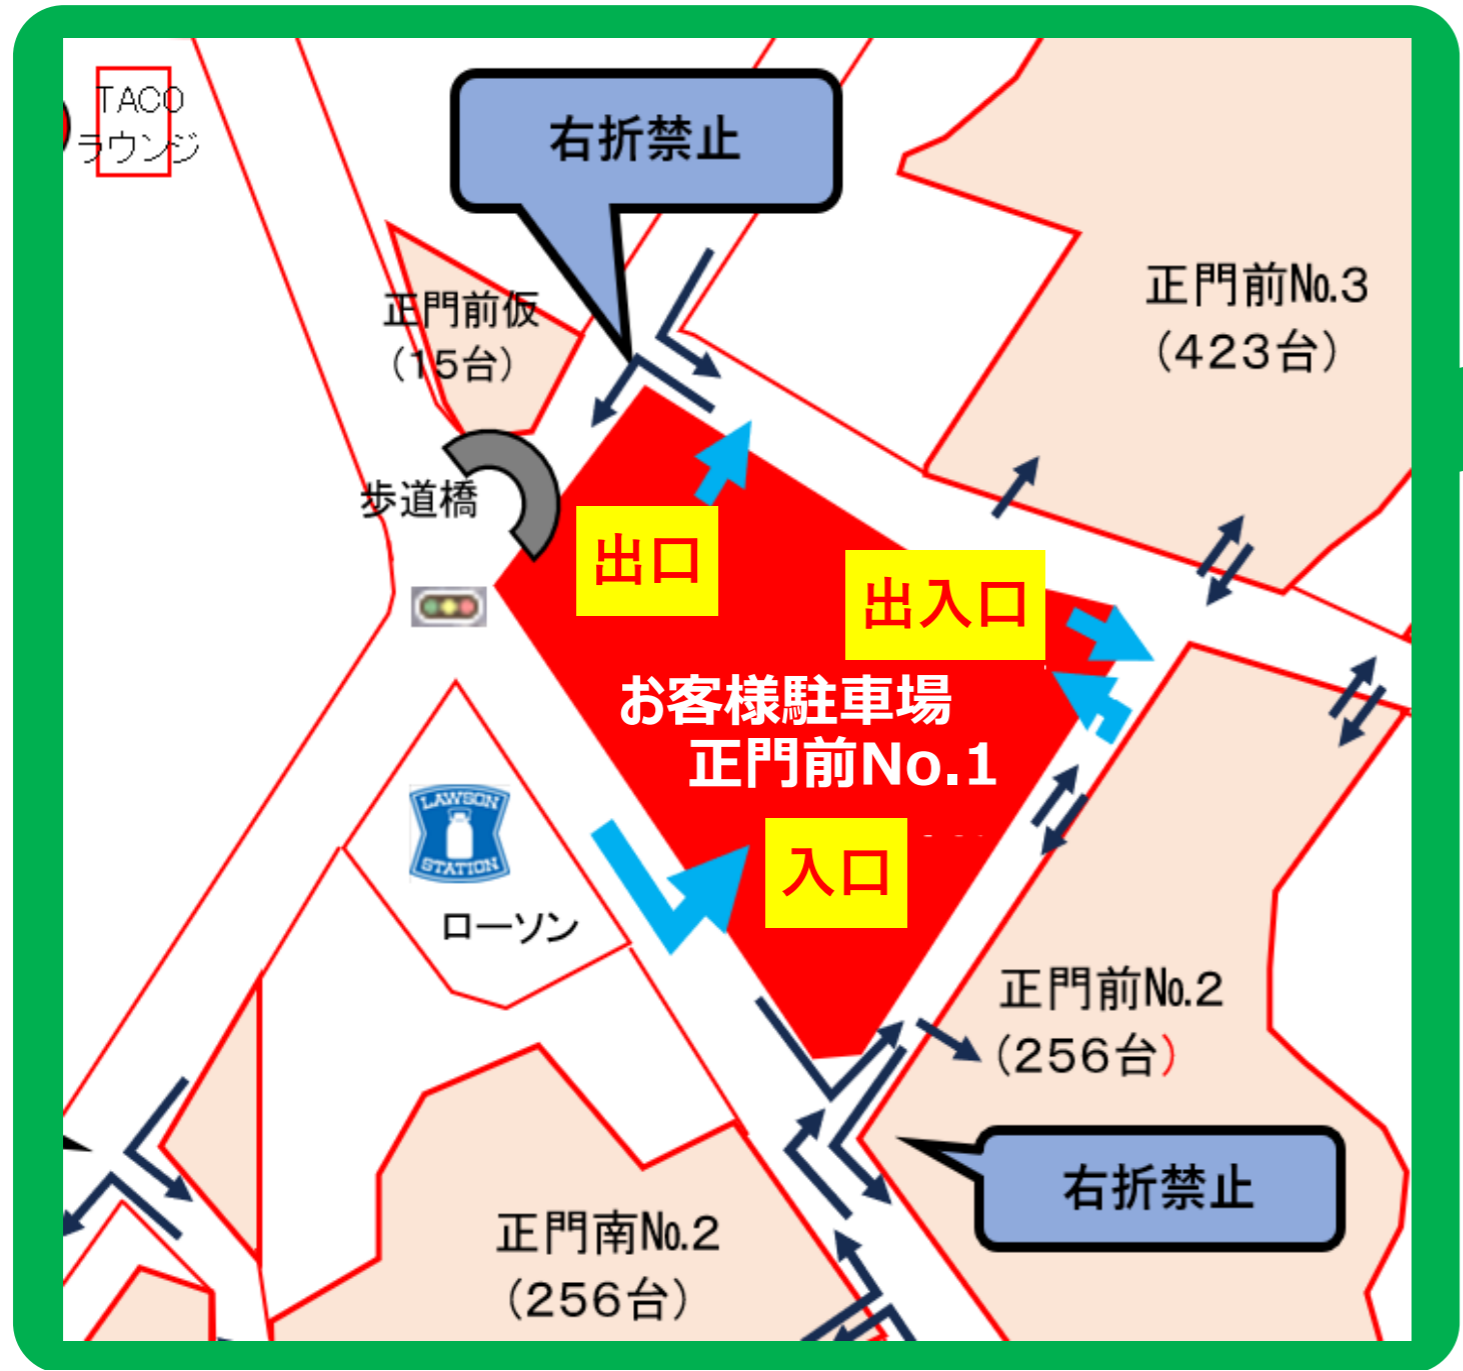 TACO
ラウンジ
右折禁止
正門前仮
(15台)
正門前№.3
(423台)
歩道橋
出口
出入口
お客様駐車場
正門前No.1
LAWSON
STATION
ローソン
入口
正門前№.2
(256台)
右折禁止
正門南№.2
(256台)